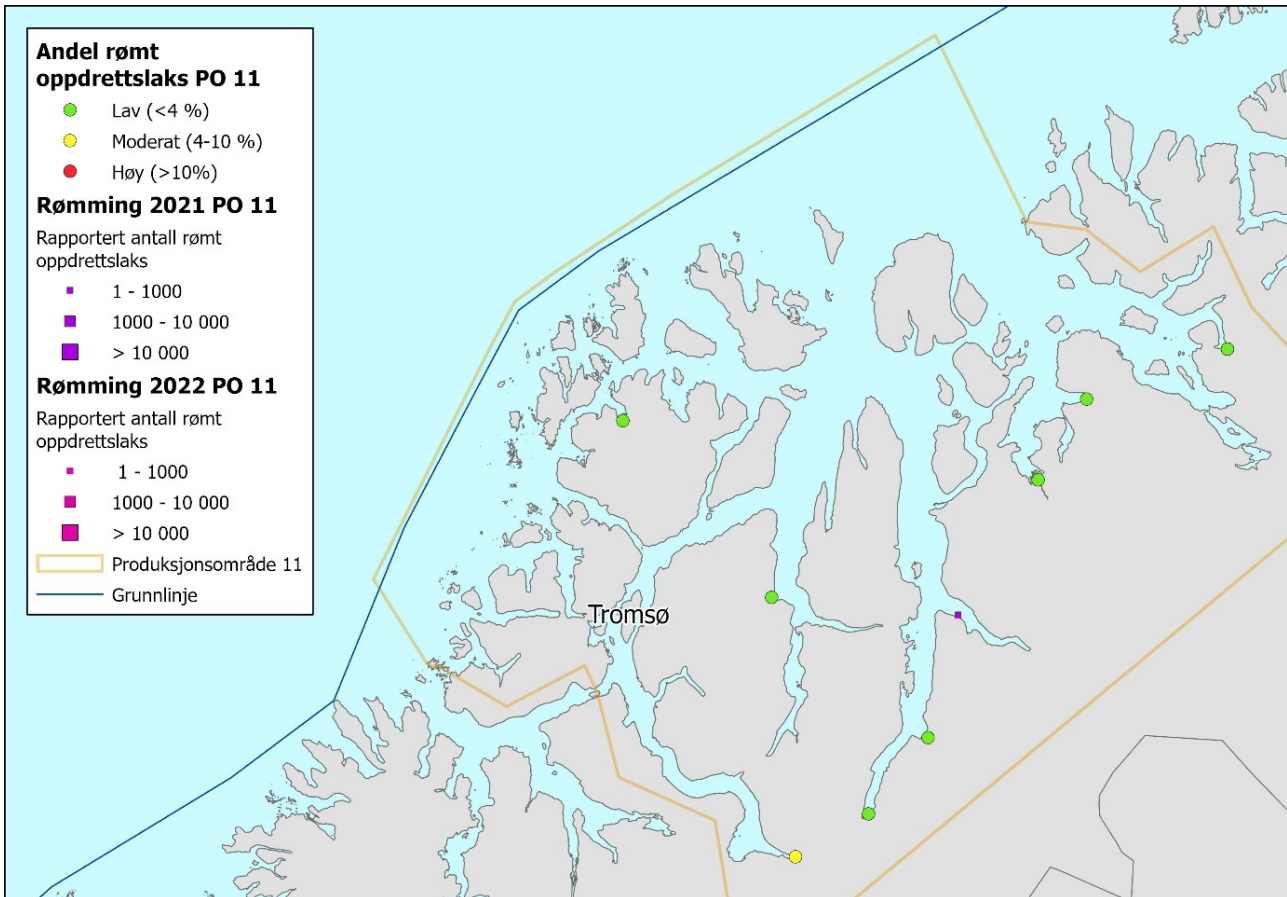 Andel rømt
oppdrettslaks PO 11
Lav (<4 %)
Moderat (4-10 %)
Høy (>10%)
Rømming 2021 PO 11
Rapportert antall rømt
oppdrettslaks
1 - 1000
1000 - 10 000
> 10 000
Rømming 2022 PO 11
Rapportert antall rømt
oppdrettslaks
1 - 1000
1000 - 10 000
> 10 000
Produksjonsområde 11
Grunnlinje
Tromsø